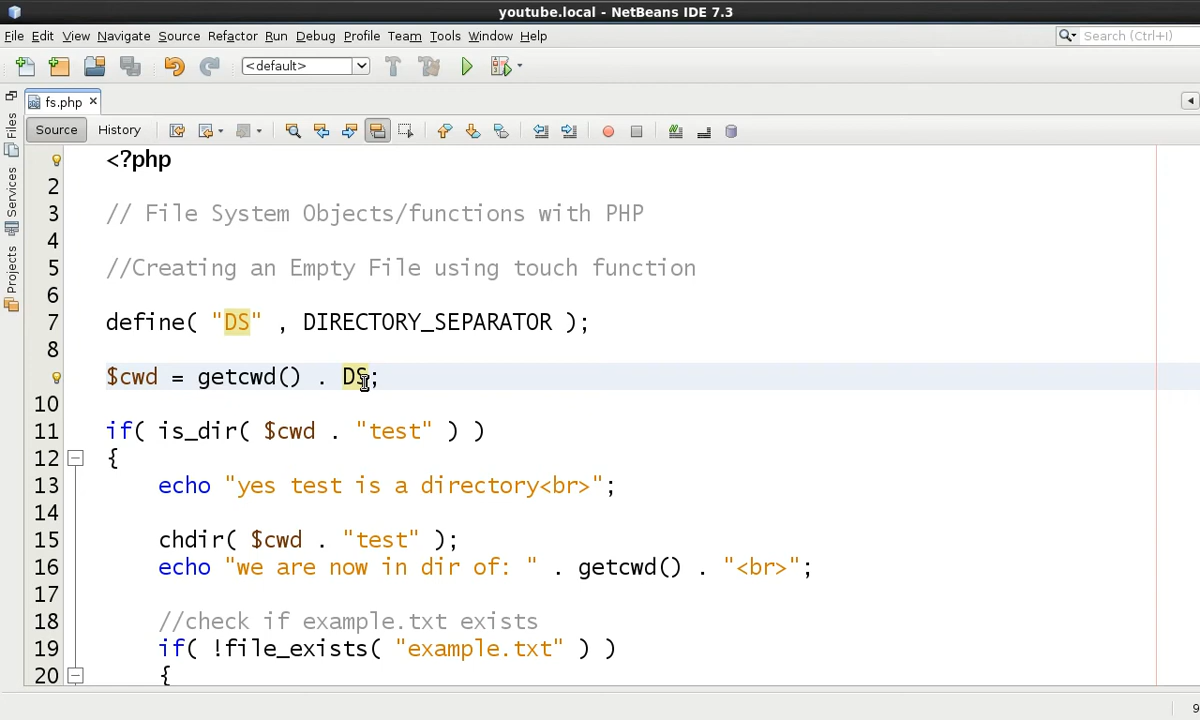 youtube.local - NetBeans IDE 7.3
File Edit View Navigate Source Refactor Run Debug Profile Team Tools Window Help
Search (Ctrl+I)
<default>
fs.php
Source History
Files
Services
Projects
<?php
2
3 // File System Objects/functions with PHP
4
5 //Creating an Empty File using touch function
6
7 define( "DS" , DIRECTORY_SEPARATOR );
8
$cwd = getcwd() . DS;
10
11 if( is_dir( $cwd . "test" ) )
12 {
13 echo "yes test is a directory<br>";
14
15 chdir( $cwd . "test" );
16 echo "we are now in dir of: " . getcwd() . "<br>";
17
18 //check if example.txt exists
19 if( !file_exists( "example.txt" ) )
20 {
9